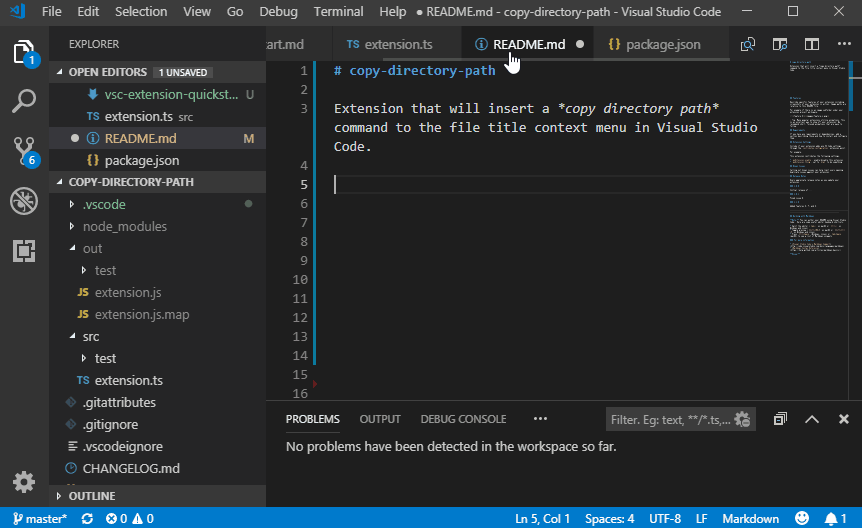 File Edit Selection View Go Debug Terminal Help ● README.md - copy-directory-path - Visual Studio Code
EXPLORER
OPEN EDITORS 1 UNSAVED
vsc-extension-quickst... U
extension.ts src
README.md M
{} package.json
COPY-DIRECTORY-PATH
.vscode
node_modules
out
test
JS extension.js
JS extension.js.map
src
test
TS extension.ts
.gitattributes
.gitignore
.vscodeignore
CHANGELOG.md
OUTLINE
tart.md TS extension.ts README.md {} package.json
1 # copy-directory-path
2
3 Extension that will insert a *copy directory path*
command to the file title context menu in Visual Studio
Code.
4
5
6
7
8
9
10
11
12
13
14
15
16
PROBLEMS OUTPUT DEBUG CONSOLE ... Filter. Eg: text, **/*.ts,...
No problems have been detected in the workspace so far.
1
6
master* 0 0 Ln 5, Col 1 Spaces: 4 UTF-8 LF Markdown 1